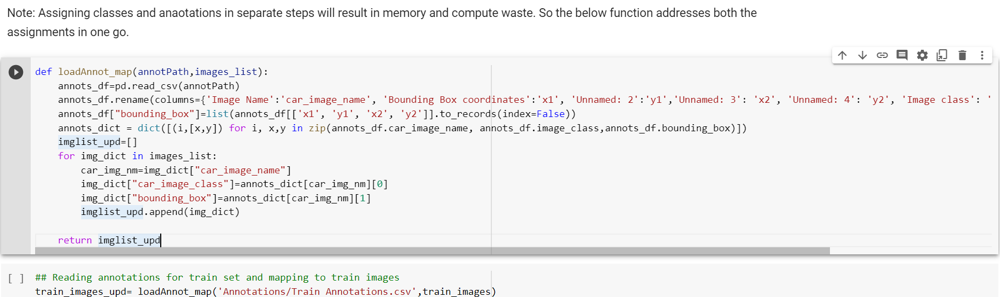 Note: Assigning classes and anaotations in separate steps will result in memory and compute waste. So the below function addresses both the
assignments in one go.
def loadAnnot_map(annotPath,images_list):
    annots_df=pd.read_csv(annotPath)
    annots_df.rename(columns={'Image Name':'car_image_name', 'Bounding Box coordinates':'x1', 'Unnamed: 2':'y1','Unnamed: 3': 'x2', 'Unnamed: 4': 'y2', 'Image class': '
    annots_df["bounding_box"]=list(annots_df[['x1', 'y1', 'x2', 'y2']].to_records(index=False))
    annots_dict = dict([(i,[x,y]) for i, x,y in zip(annots_df.car_image_name, annots_df.image_class,annots_df.bounding_box)])
    imglist_upd=[]
    for img_dict in images_list:
        car_img_nm=img_dict["car_image_name"]
        img_dict["car_image_class"]=annots_dict[car_img_nm][0]
        img_dict["bounding_box"]=annots_dict[car_img_nm][1]
        imglist_upd.append(img_dict)
    return imglist_upd
[ ] ## Reading annotations for train set and mapping to train images
train_images_upd= loadAnnot_map('Annotations/Train Annotations.csv',train_images)